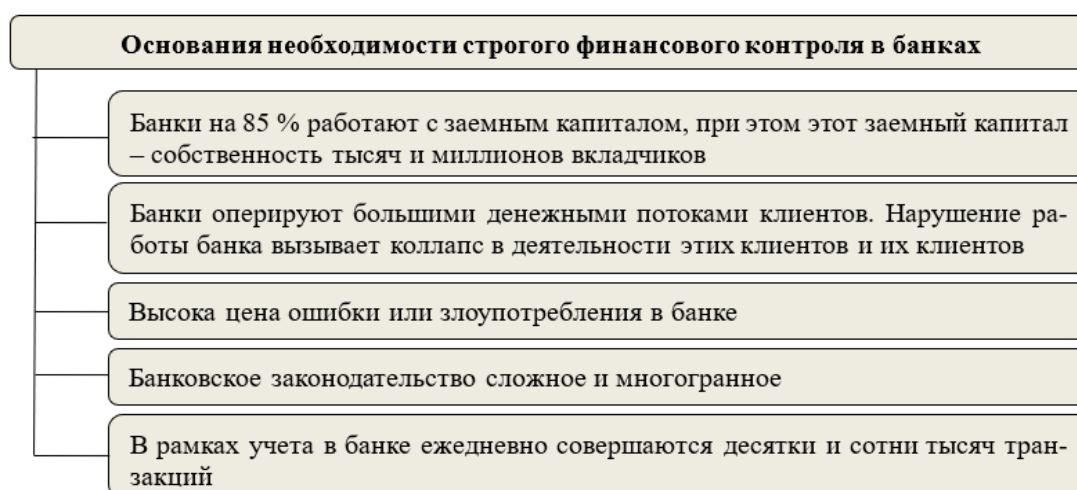 Основания необходимости строгого финансового контроля в банках
Банки на 85 % работают с заемным капиталом, при этом этот заемный капитал
– собственность тысяч и миллионов вкладчиков
Банки оперируют большими денежными потоками клиентов. Нарушение ра-
боты банка вызывает коллапс в деятельности этих клиентов и их клиентов
Высока цена ошибки или злоупотребления в банке
Банковское законодательство сложное и многогранное
В рамках учета в банке ежедневно совершаются десятки и сотни тысяч тран-
закций